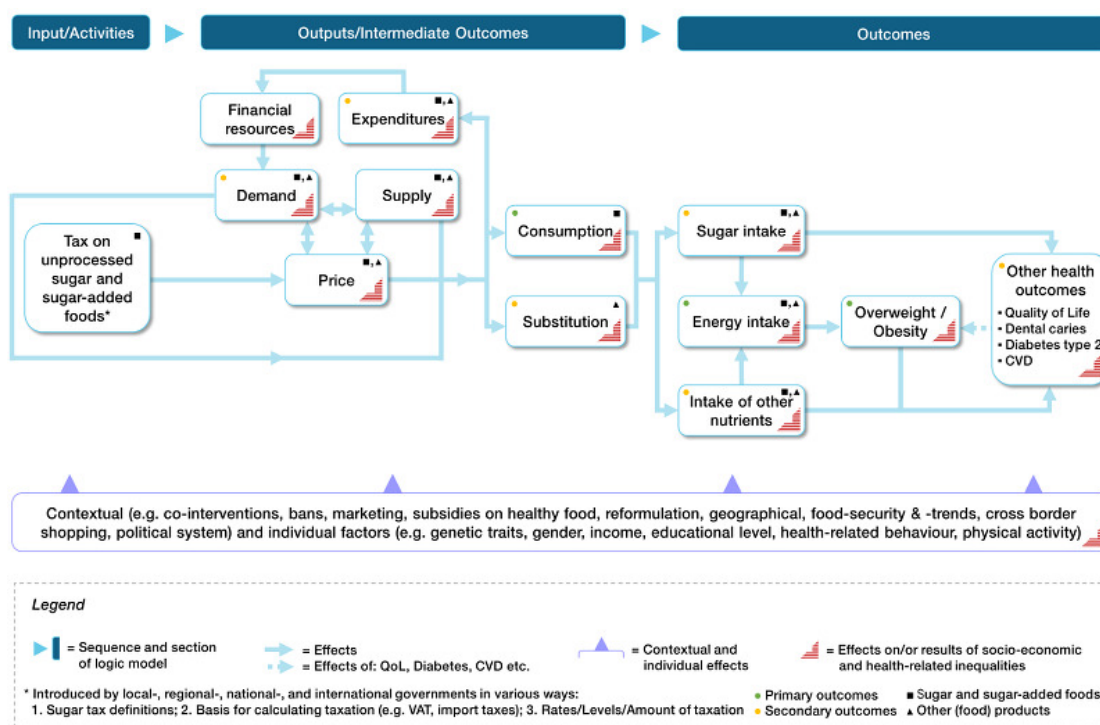 Input/Activities
Outputs/Intermediate Outcomes
Outcomes
Financial
resources
Expenditures
Demand
Supply
Tax on
unprocessed
sugar and
sugar-added
foods*
Price
Consumption
Substitution
Sugar intake
Energy intake
Intake of other
nutrients
Overweight /
Obesity
Other health
outcomes
• Quality of Life
• Dental caries
• Diabetes type 2
• CVD
Contextual (e.g. co-interventions, bans, marketing, subsidies on healthy food, reformulation, geographical, food-security & -trends, cross border
shopping, political system) and individual factors (e.g. genetic traits, gender, income, educational level, health-related behaviour, physical activity)
Legend
= Sequence and section
of logic model
= Effects
= Effects of: QoL, Diabetes, CVD etc.
= Contextual and
individual effects
= Effects on/or results of socio-economic
and health-related inequalities
* Introduced by local-, regional-, national-, and international governments in various ways:
1. Sugar tax definitions; 2. Basis for calculating taxation (e.g. VAT, import taxes); 3. Rates/Levels/Amount of taxation
Primary outcomes
Secondary outcomes
Sugar and sugar-added foods
Other (food) products